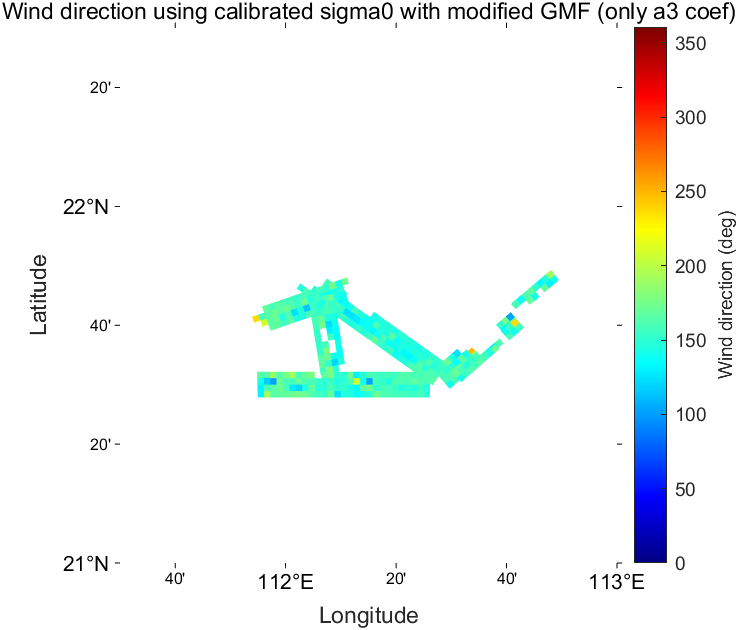 Wind direction using calibrated sigma0 with modified GMF (only a3 coef)
20'
22°N
40'
20'
21°N
Latitude
40'
112°E
20'
40'
113°E
Longitude
350
300
250
200
150
100
50
0
Wind direction (deg)